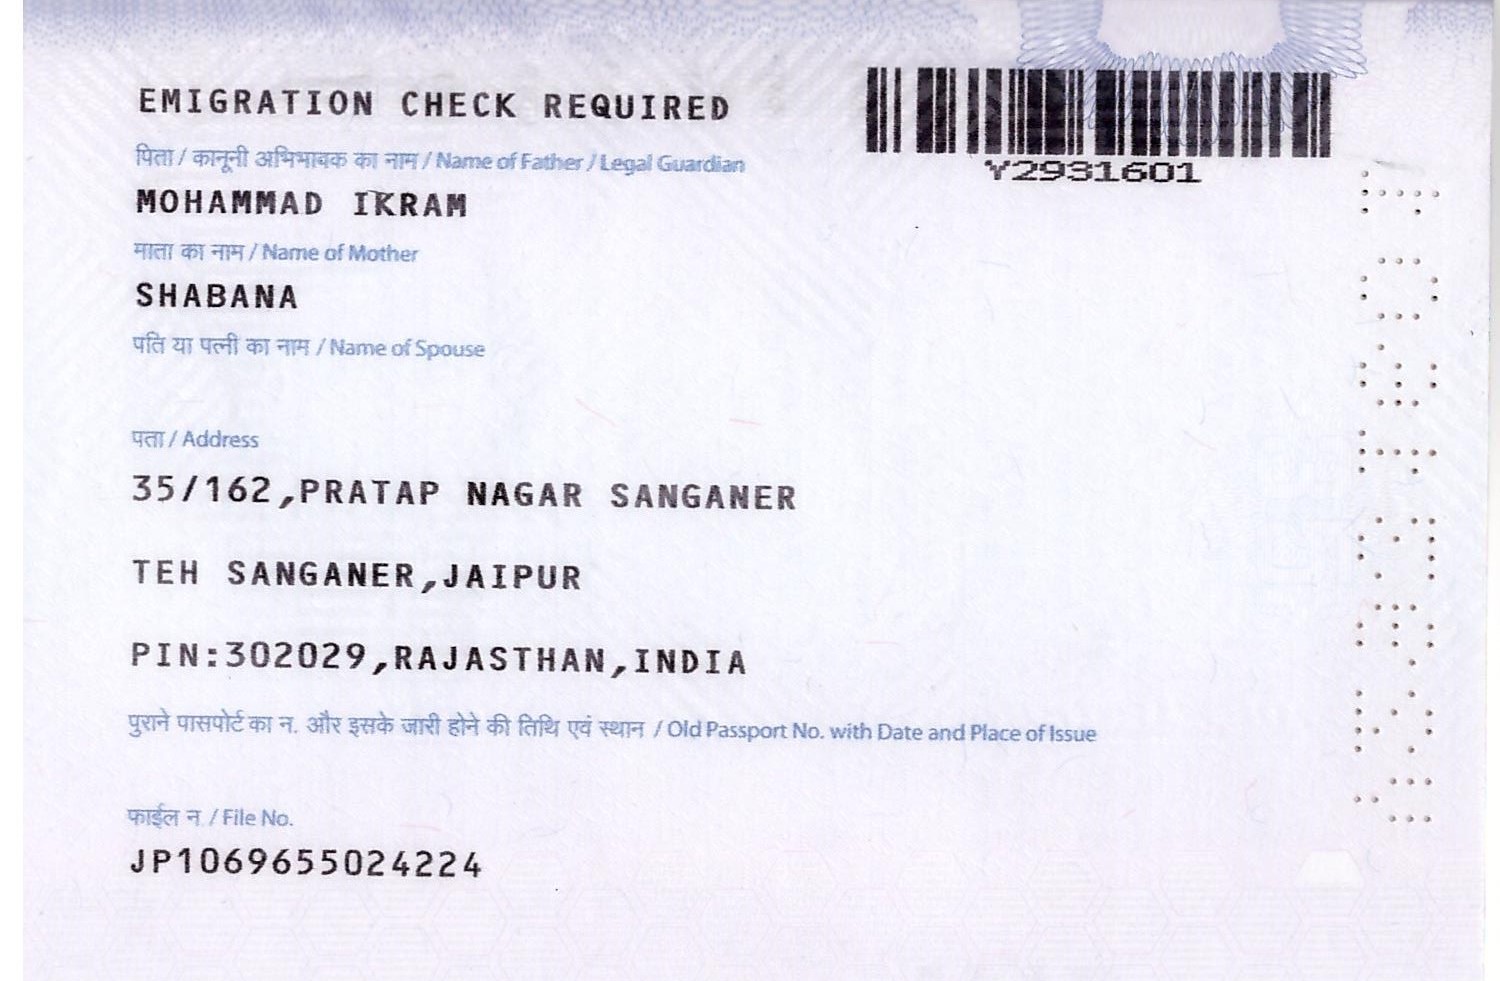 EMIGRATION CHECK REQUIRED
Y2931601
पिता / कानूनी अभिभावक का नाम / Name of Father / Legal Guardian
MOHAMMAD IKRAM
माता का नाम / Name of Mother
SHABANA
पति या पत्नी का नाम / Name of Spouse
पता / Address
35/162,PRATAP NAGAR SANGANER
TEH SANGANER,JAIPUR
PIN:302029,RAJASTHAN,INDIA
पुराने पासपोर्ट का न. और इसके जारी होने की तिथि एवं स्थान / Old Passport No. with Date and Place of Issue
फाईल न. / File No.
JP1069655024224